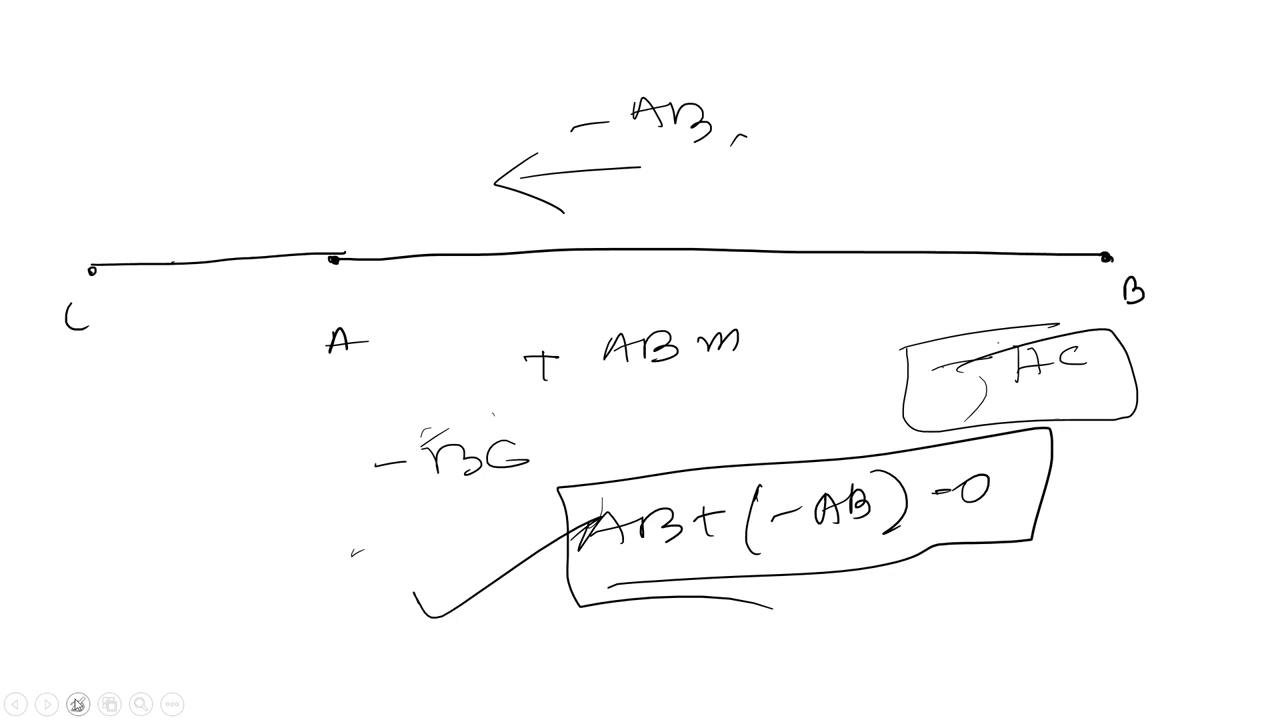 - AB
C
A
B
+ AB m
AC
- BC
AB + (-AB) = 0